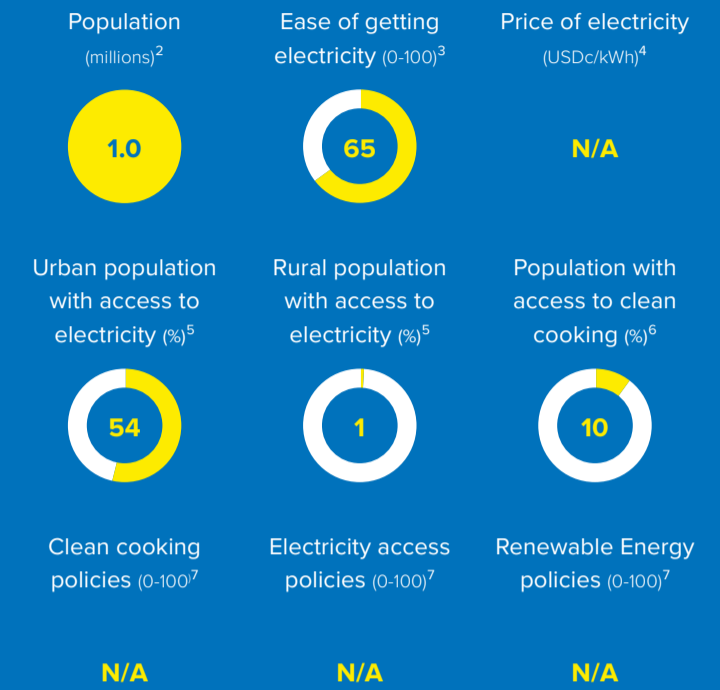 Population
(millions)2
Ease of getting
electricity (0-100)3
Price of electricity
(USDc/kWh)4
1.0
65
N/A
Urban population
with access to
electricity (%)5
Rural population
with access to
electricity (%)5
Population with
access to clean
cooking (%)6
54
1
10
Clean cooking
policies (0-100)7
Electricity access
policies (0-100)7
Renewable Energy
policies (0-100)7
N/A
N/A
N/A